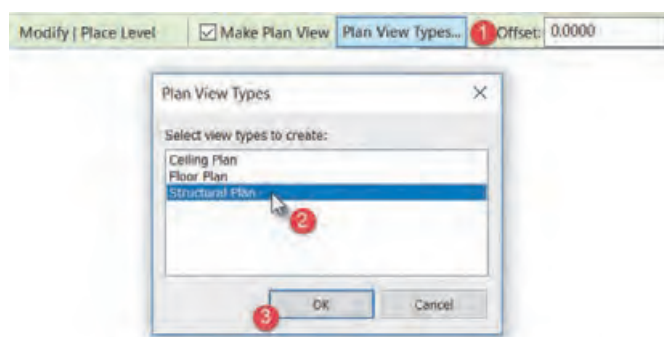 Modify | Place Level Make Plan View Plan View Types... 1 Offset: 0.0000
Plan View Types
Select view types to create:
Ceiling Plan
Floor Plan
Structural Plan
2
3 OK Cancel